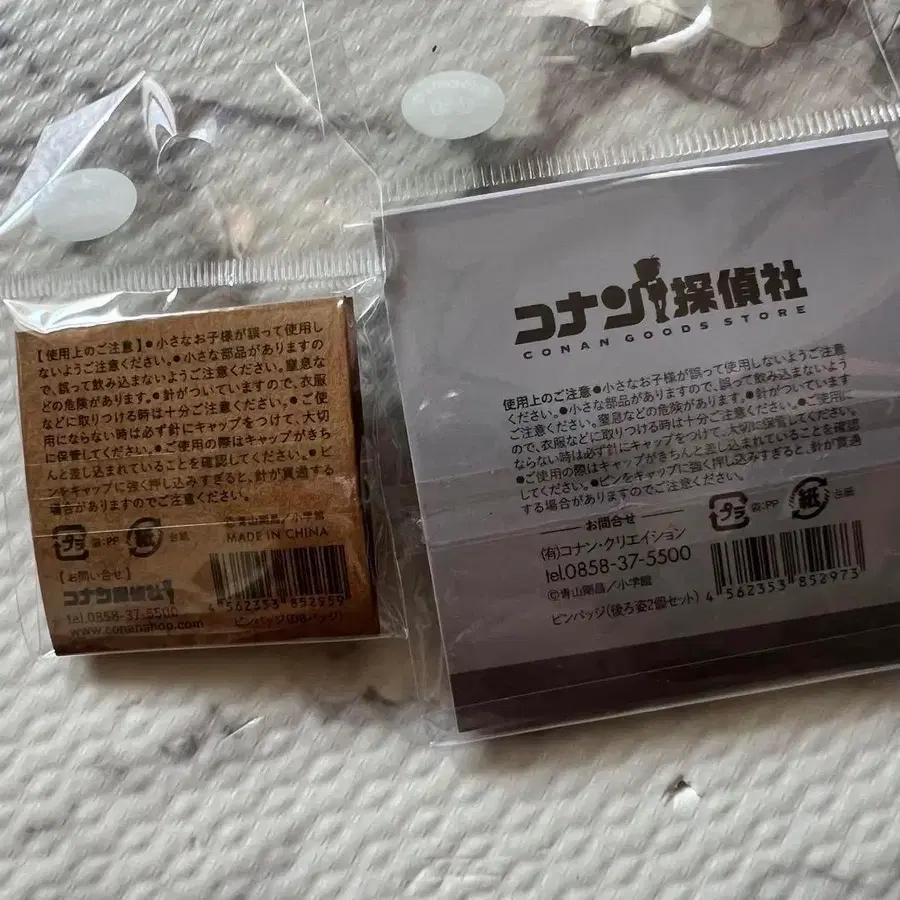 【使用上のご注意】●小さなお子様が誤って使用し
ないようご注意ください。●小さな部品がありますの
で、誤って飲み込まないようご注意ください。窒息な
どの危険があります。●針がついていますので、衣服
などに取りつける時は十分ご注意ください。●ご使
用にならない時は必ず針にキャップをつけて、大切
に保管してください。●ご使用の際はキャップがきち
んと差し込まれていることを確認してください。●ピ
ンをキャップに強く押し込みすぎると、針が貫通する
場合がありますのでご注意ください。
プラ 袋:PP 紙 台紙
©青山剛昌/小学館
MADE IN CHINA
【お問い合せ】
コナン探偵社
tel.0858-37-5500
www.conanshop.com
4 562353 852959
コナン探偵社
CONAN GOODS STORE
使用上のご注意●小さなお子様が誤って使用しないようご注意
ください。●小さな部品がありますので、誤って飲み込まないよう
ご注意ください。窒息などの危険があります。●針がついています
ので、衣服などに取りつける時は十分ご注意ください。●ご使用に
ならない時は必ず針にキャップをつけて、大切に保管してください。
●ご使用の際はキャップがきちんと差し込まれていることを確認
してください。●ピンをキャップに強く押し込みすぎると、針が貫通
する場合がありますのでご注意ください。
お問合せ
(有)コナン・クリエイション
tel.0858-37-5500
©青山剛昌/小学館
プラ 袋:PP 紙 台紙
ピンバッジ(後ろ姿2個セット)
4 562353 852973